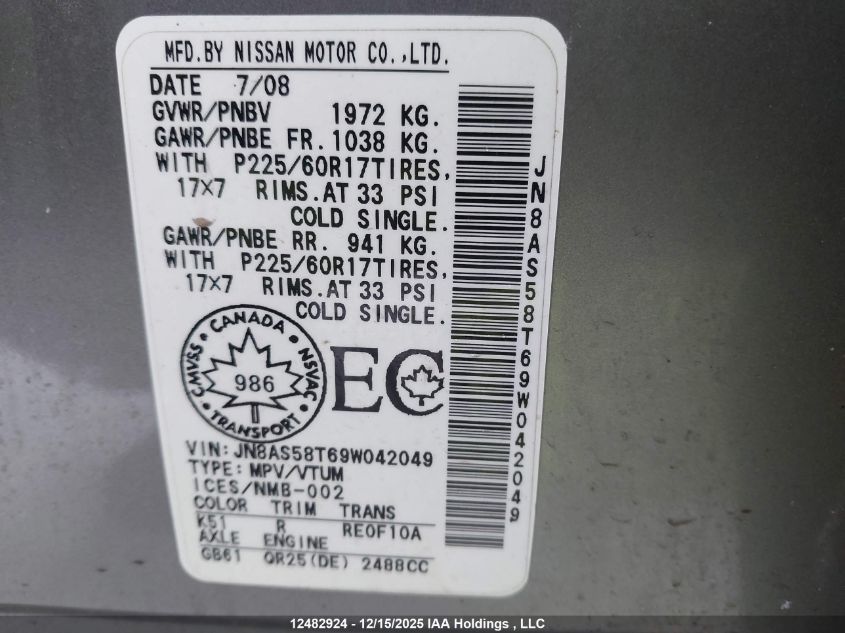 MFD.BY NISSAN MOTOR CO.,LTD.
DATE 7/08
GVWR/PNBV 1972 KG.
GAWR/PNBE FR. 1038 KG.
WITH P225/60R17TIRES,
17X7 RIMS.AT 33 PSI
COLD SINGLE.
GAWR/PNBE RR. 941 KG.
WITH P225/60R17TIRES,
17X7 RIMS.AT 33 PSI
COLD SINGLE.
CANADA
CMVSS
NSVAC
986
TRANSPORT
EC
VIN: JN8AS58T69W042049
TYPE: MPV/VTUM
ICES/NMB-002
COLOR TRIM TRANS
K51 R RE0F10A
AXLE ENGINE
GB61 QR25(DE) 2488CC
JN8AS58T69W042049
12482924 - 12/15/2025 IAA Holdings , LLC